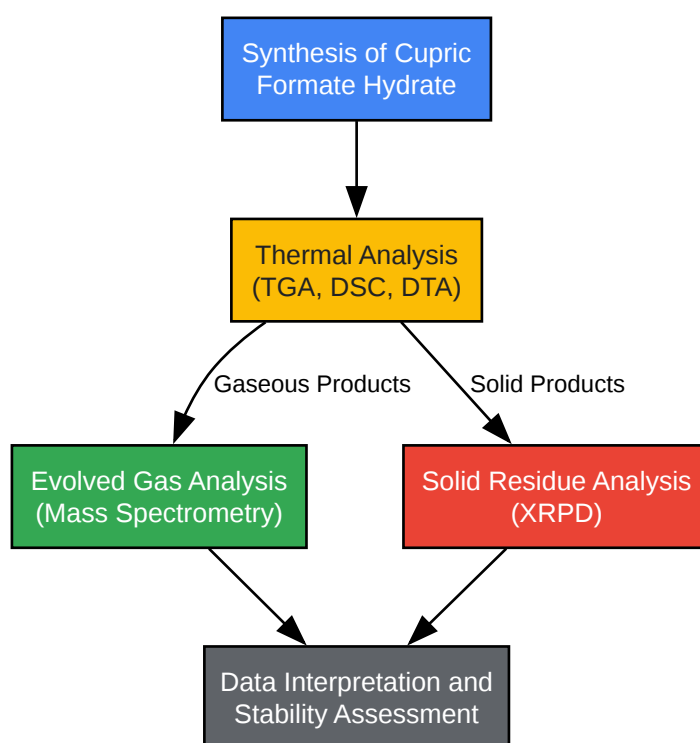 Synthesis of Cupric
Formate Hydrate
Thermal Analysis
(TGA, DSC, DTA)
Gaseous Products
Solid Products
Evolved Gas Analysis
(Mass Spectrometry)
Solid Residue Analysis
(XRPD)
Data Interpretation and
Stability Assessment